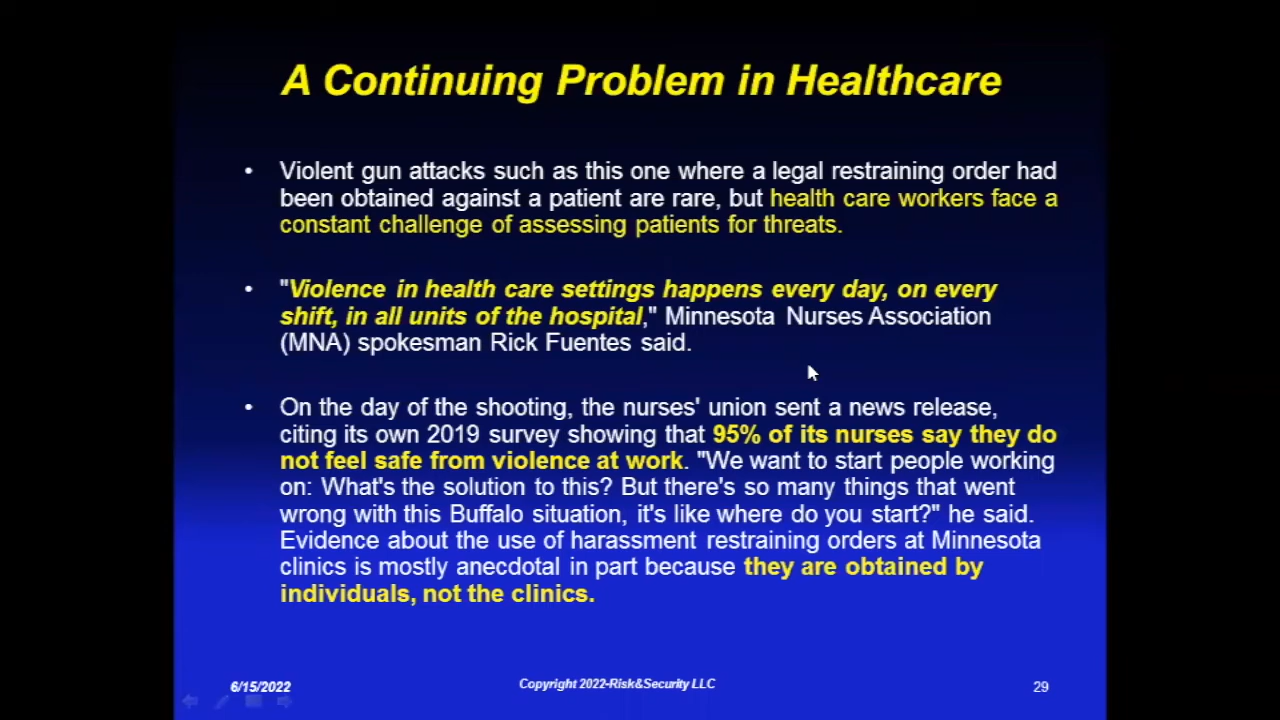 A Continuing Problem in Healthcare
• Violent gun attacks such as this one where a legal restraining order had
been obtained against a patient are rare, but health care workers face a
constant challenge of assessing patients for threats.
• "Violence in health care settings happens every day, on every
shift, in all units of the hospital," Minnesota Nurses Association
(MNA) spokesman Rick Fuentes said.
• On the day of the shooting, the nurses' union sent a news release,
citing its own 2019 survey showing that 95% of its nurses say they do
not feel safe from violence at work. "We want to start people working
on: What's the solution to this? But there's so many things that went
wrong with this Buffalo situation, it's like where do you start?" he said.
Evidence about the use of harassment restraining orders at Minnesota
clinics is mostly anecdotal in part because they are obtained by
individuals, not the clinics.
6/15/2022
Copyright 2022-Risk&Security LLC
29